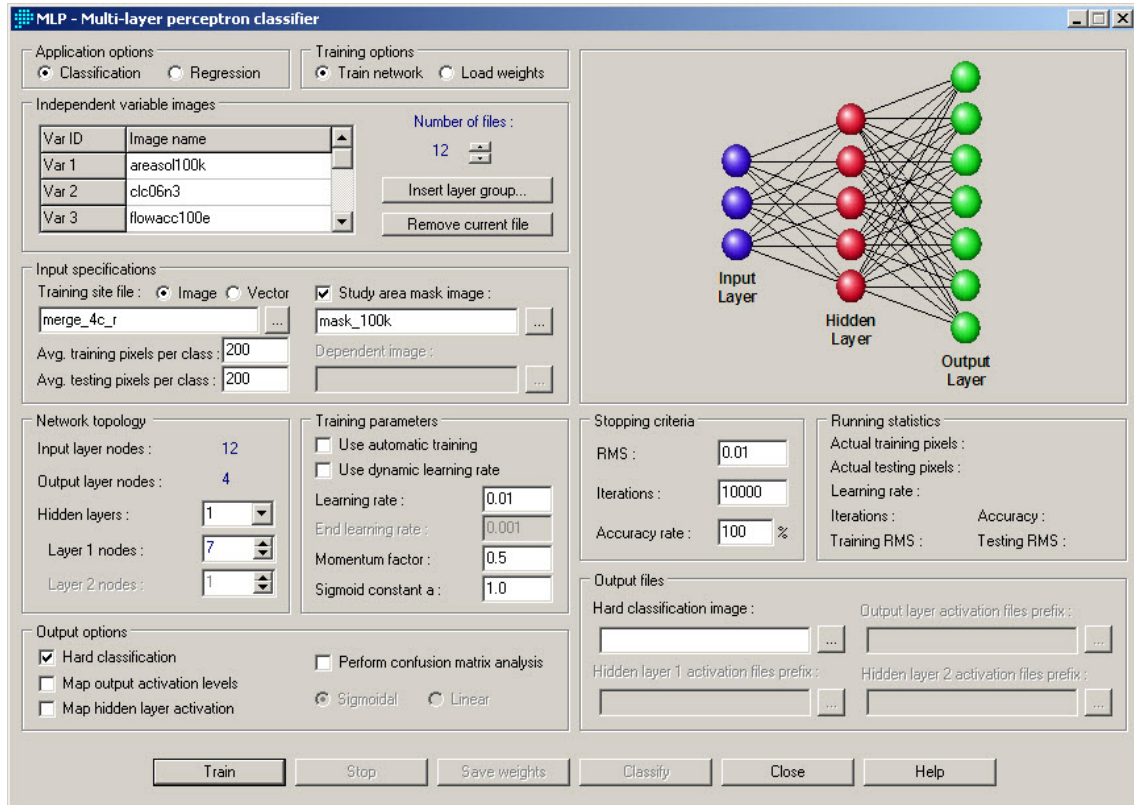 MLP - Multi-layer perceptron classifier
Application options
Classification
Regression
Training options
Train network
Load weights
Independent variable images
Var ID
Image name
Var 1
areasol100k
Var 2
clc06n3
Var 3
flowacc100e
Number of files :
12
Insert layer group...
Remove current file
Input Layer
Hidden Layer
Output Layer
Input specifications
Training site file :
Image
Vector
merge_4c_r
...
Avg. training pixels per class :
200
Avg. testing pixels per class :
200
Study area mask image :
mask_100k
...
Dependent image :
...
Network topology
Input layer nodes :
12
Output layer nodes :
4
Hidden layers :
1
Layer 1 nodes :
7
Layer 2 nodes :
1
Training parameters
Use automatic training
Use dynamic learning rate
Learning rate :
0.01
End learning rate :
0.001
Momentum factor :
0.5
Sigmoid constant a :
1.0
Stopping criteria
RMS :
0.01
Iterations :
10000
Accuracy rate :
100
%
Running statistics
Actual training pixels :
Actual testing pixels :
Learning rate :
Iterations :
Accuracy :
Training RMS :
Testing RMS :
Output options
Hard classification
Map output activation levels
Map hidden layer activation
Perform confusion matrix analysis
Sigmoidal
Linear
Output files
Hard classification image :
...
Output layer activation files prefix :
...
Hidden layer 1 activation files prefix :
...
Hidden layer 2 activation files prefix :
...
Train
Stop
Save weights
Classify
Close
Help